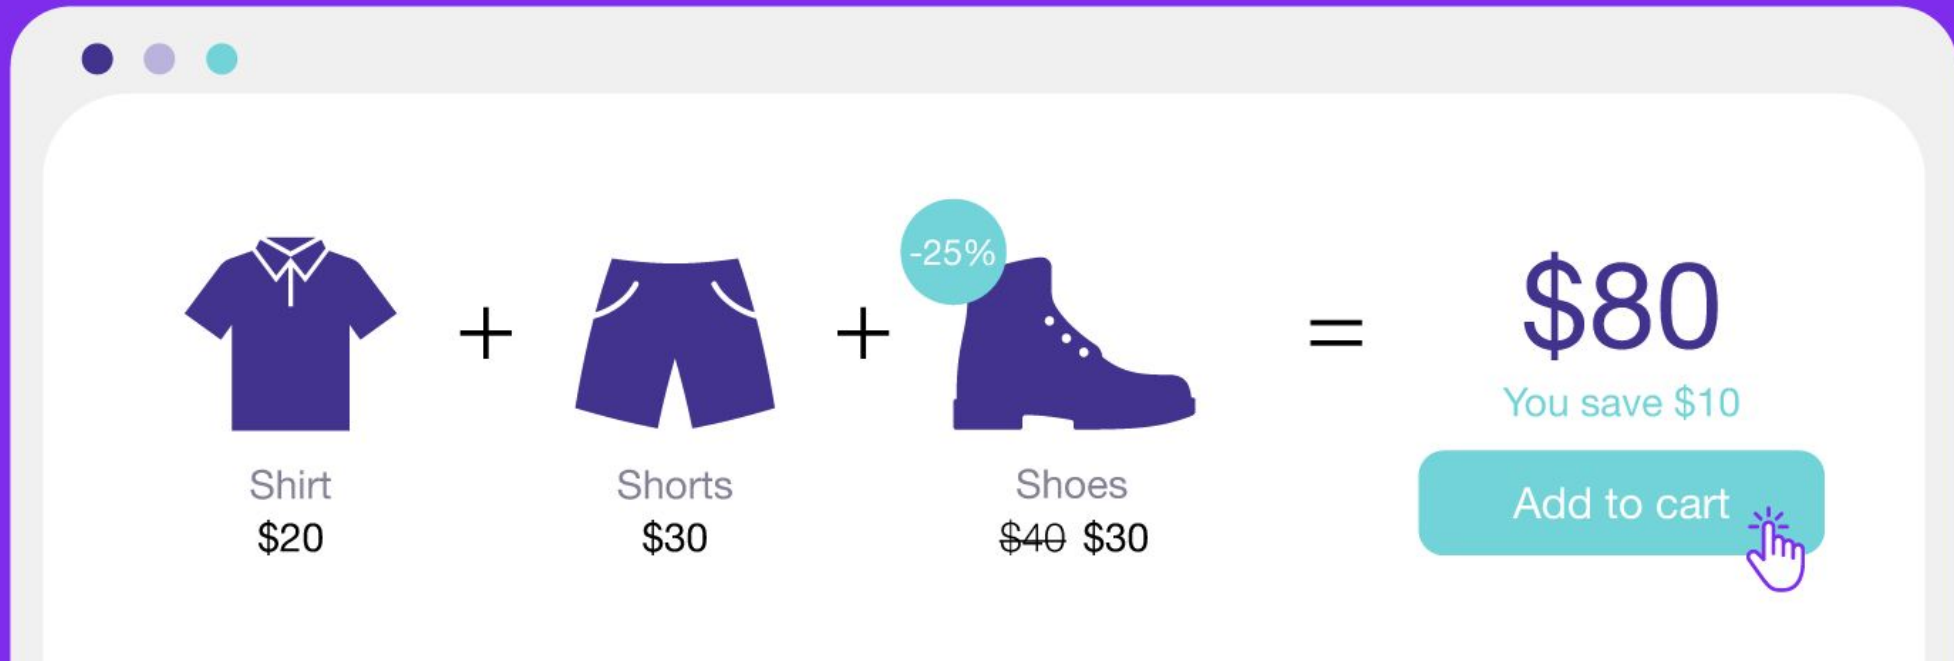 -25%
+ + = $80
You save $10
Add to cart
Shirt
$20
Shorts
$30
Shoes
$40 $30